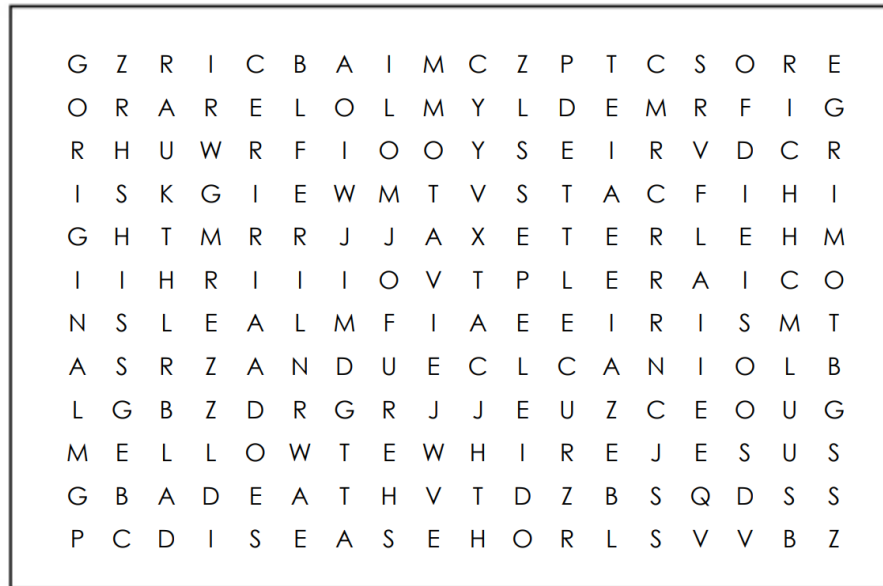 G Z R I C B A I M C Z P T C S O R E
O R A R E L O L M Y L D E M R F I G
R H U W R F I O O Y S E I R V D C R
I S K G I E W M T V S T A C F I H I
G H T M R R J J A X E T E R L E H M
I I H R I I I O V T P L E R A I C O
N S L E A L M F I A E E I R I S M T
A S R Z A N D U E C L C A N I O L B
L G B Z D R G R J J E U Z C E O U G
M E L L O W T E W H I R E J E S U S
G B A D E A T H V T D Z B S Q D S S
P C D I S E A S E H O R L S V V B Z